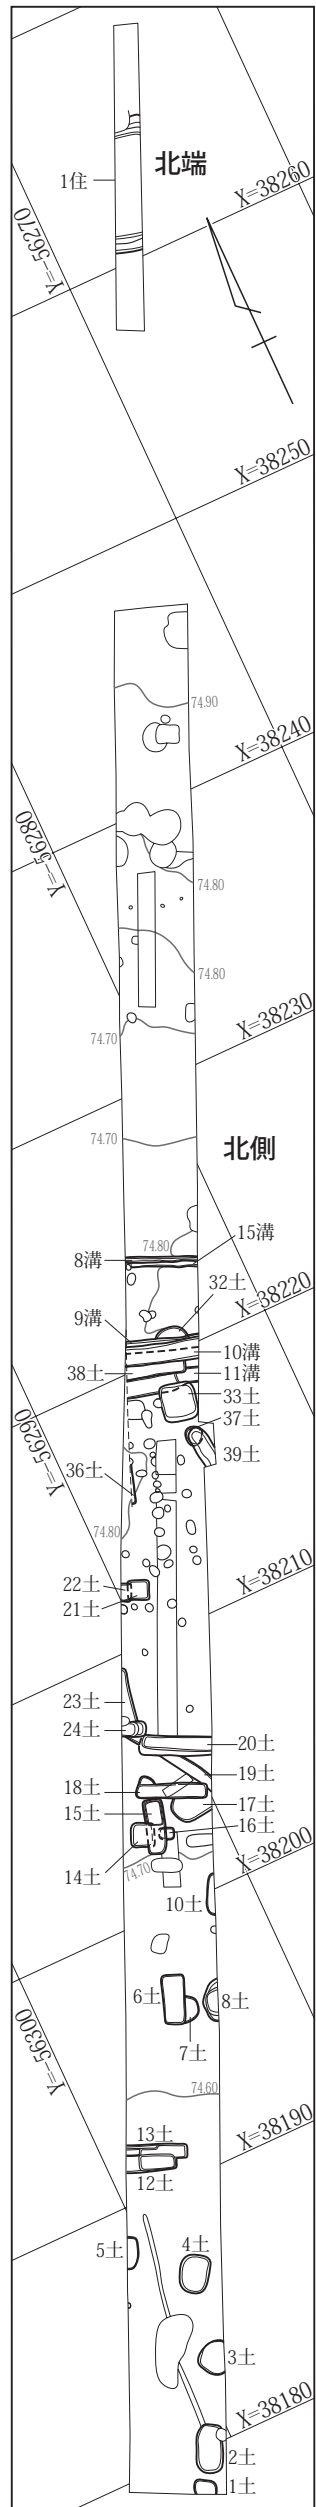 北端
1住
X=38260
Y=-56270
X=38250
74.90
X=38240
Y=-56280
74.80
74.80
X=38230
74.70
74.70
北側
74.80
15溝
8溝
32土
X=38220
9溝
10溝
38土
11溝
33土
37土
39土
Y=-56290
36土
74.80
X=38210
22土
21土
23土
24土
20土
19土
18土
17土
15土
16土
14土
X=38200
74.70
10土
6土
8土
7土
Y=-56300
74.60
13土
X=38190
12土
5土
4土
3土
X=38180
2土
1土